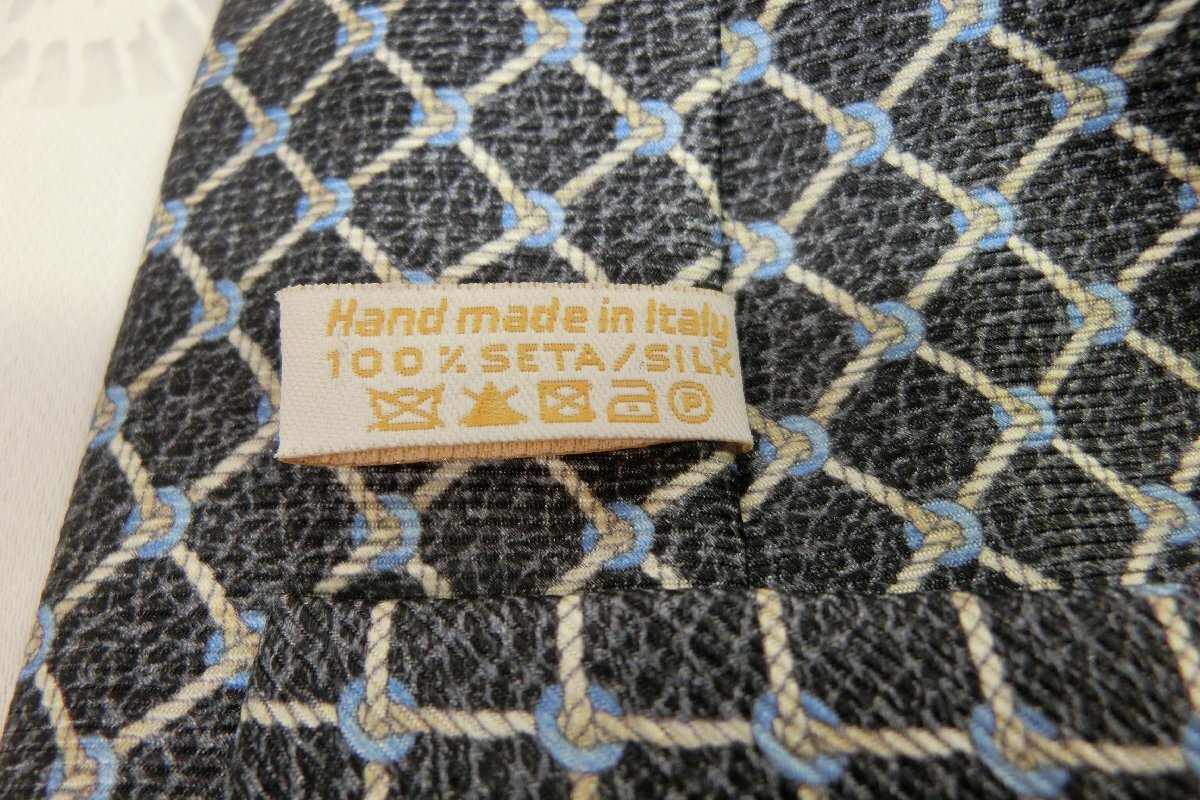 Hand made in Italy
100% SETA/SILK
P